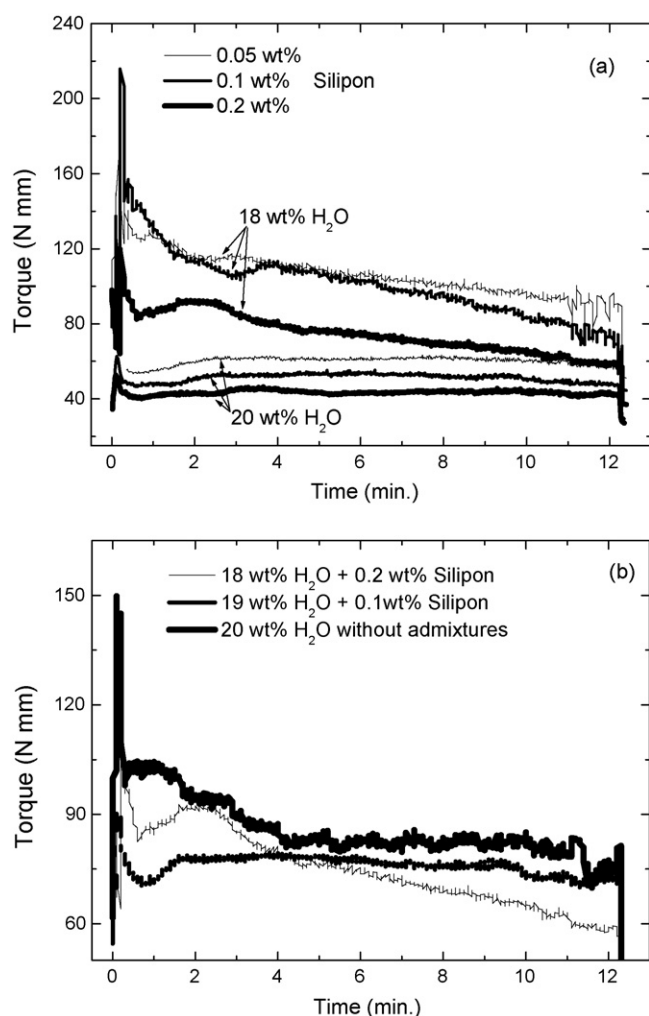 240
200
160
120
80
40
Torque (N mm)
(a)
0.05 wt%
0.1 wt% Silipon
0.2 wt%
18 wt% H₂O
20 wt% H₂O
0 2 4 6 8 10 12
Time (min.)
150
120
90
60
Torque (N mm)
(b)
18 wt% H₂O + 0.2 wt% Silipon
19 wt% H₂O + 0.1wt% Silipon
20 wt% H₂O without admixtures
0 2 4 6 8 10 12
Time (min.)